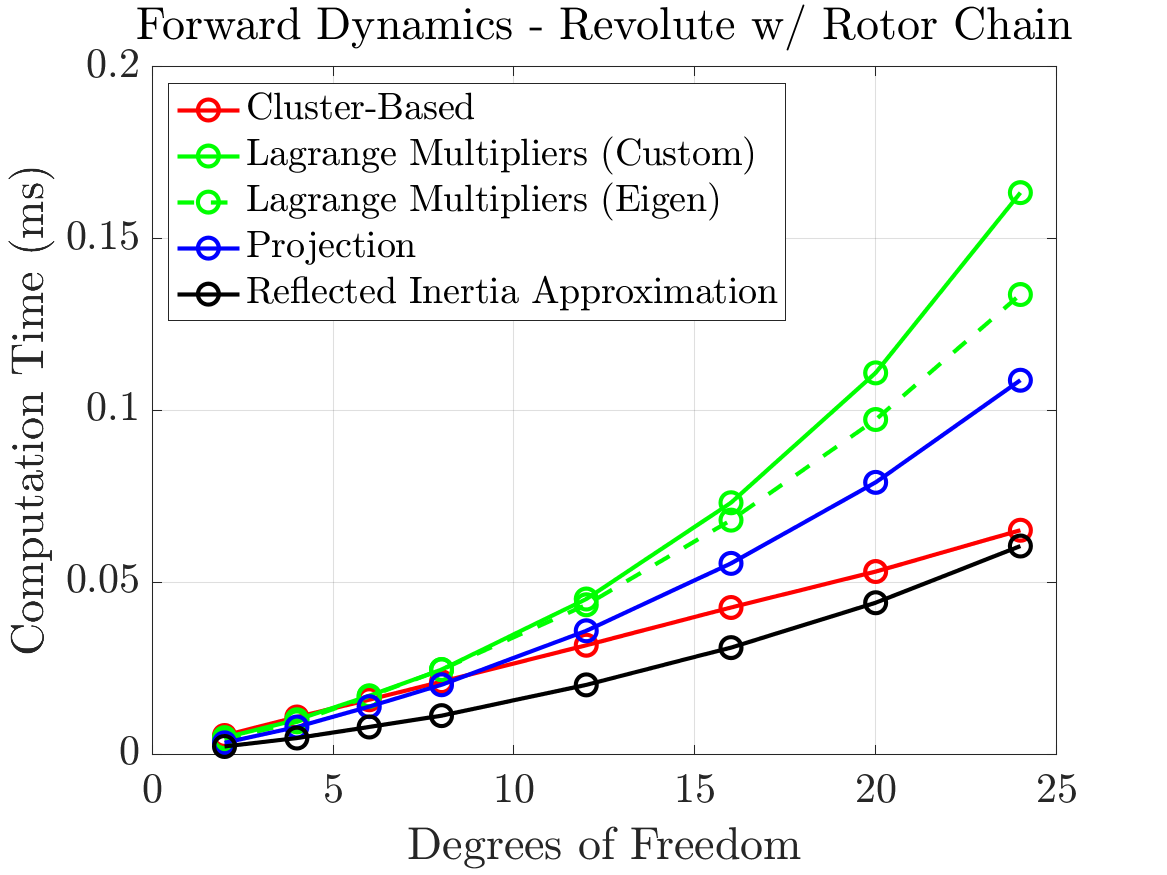 Forward Dynamics - Revolute w/ Rotor Chain
0.2
Cluster-Based
Lagrange Multipliers (Custom)
Lagrange Multipliers (Eigen)
Projection
Reflected Inertia Approximation
0.15
0.1
0.05
0
Computation Time (ms)
0 5 10 15 20 25
Degrees of Freedom